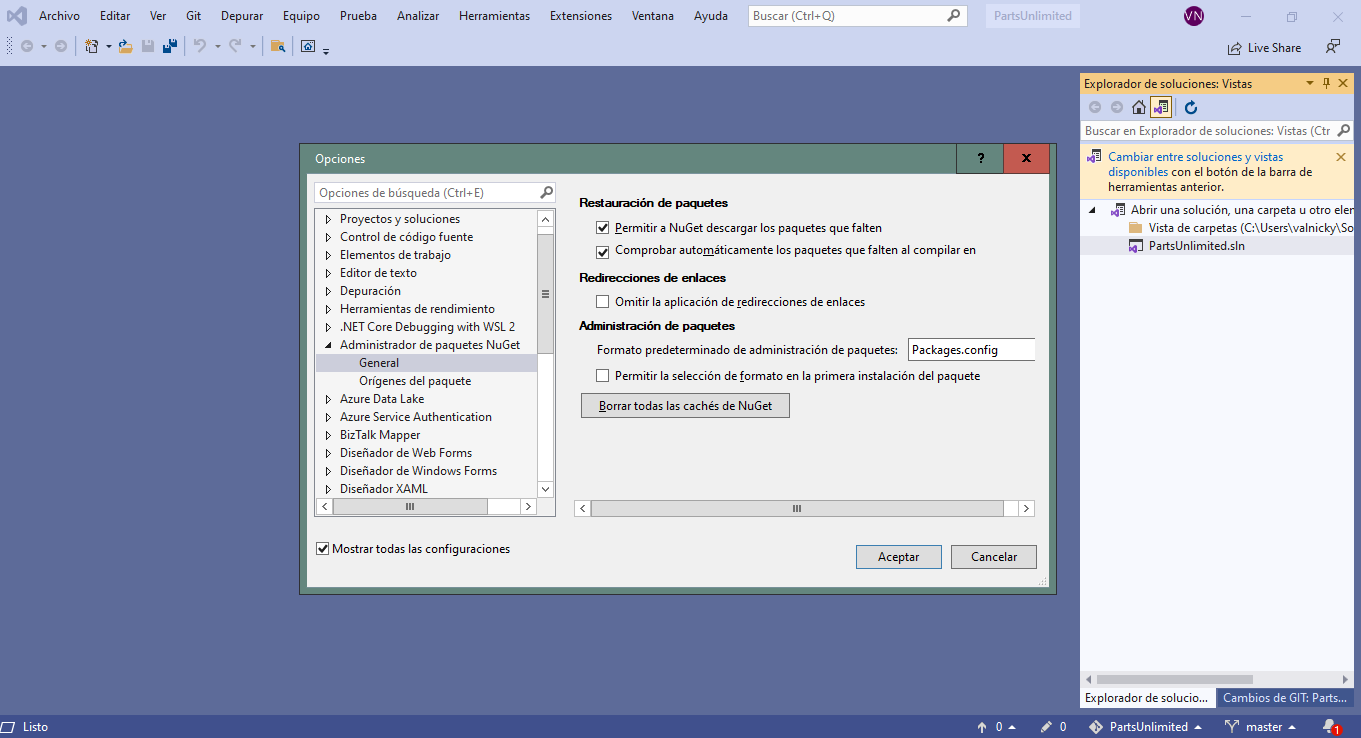 Archivo Editar Ver Git Depurar Equipo Prueba Analizar Herramientas Extensiones Ventana Ayuda Buscar (Ctrl+Q) PartsUnlimited VN
Live Share
Explorador de soluciones: Vistas
Buscar en Explorador de soluciones: Vistas (Ctr
Cambiar entre soluciones y vistas
disponibles con el botón de la barra de
herramientas anterior.
Abrir una solución, una carpeta u otro elen
Vista de carpetas (C:\Users\valnicky\So
PartsUnlimited.sln
Opciones ?
Opciones de búsqueda (Ctrl+E)
Proyectos y soluciones
Control de código fuente
Elementos de trabajo
Editor de texto
Depuración
Herramientas de rendimiento
.NET Core Debugging with WSL 2
Administrador de paquetes NuGet
General
Orígenes del paquete
Azure Data Lake
Azure Service Authentication
BizTalk Mapper
Diseñador de Web Forms
Diseñador de Windows Forms
Diseñador XAML
Mostrar todas las configuraciones
Restauración de paquetes
Permitir a NuGet descargar los paquetes que falten
Comprobar automáticamente los paquetes que falten al compilar en
Redirecciones de enlaces
Omitir la aplicación de redirecciones de enlaces
Administración de paquetes
Formato predeterminado de administración de paquetes: Packages.config
Permitir la selección de formato en la primera instalación del paquete
Borrar todas las cachés de NuGet
Aceptar Cancelar
Explorador de solucio... Cambios de GIT: Parts...
Listo 0 0 PartsUnlimited master 1